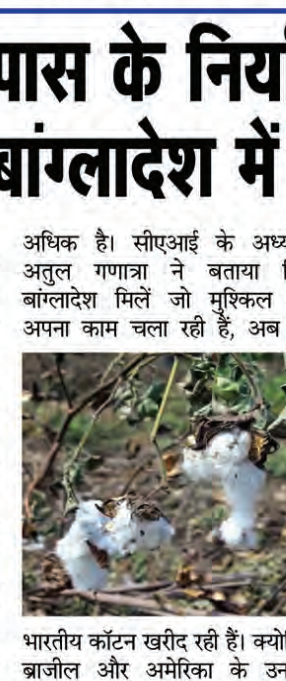 पास के निर्या
बांग्लादेश में
अधिक है। सीएआई के अध्य
अतुल गणात्रा ने बताया
बांग्लादेश मिलें जो मुश्किल
अपना काम चला रही हैं, अब
भारतीय कॉटन खरीद रही हैं। क्योंि
ब्राजील और अमेरिका के उन